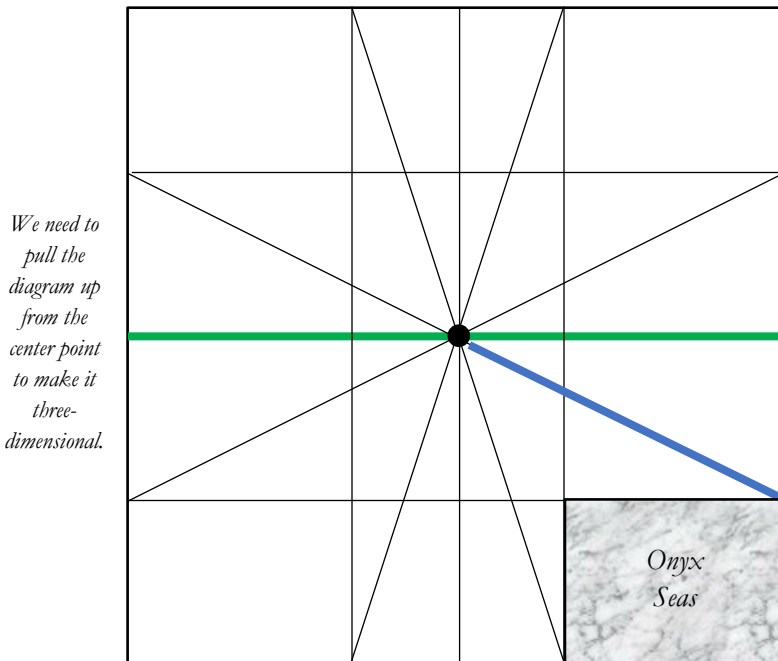 We need to
pull the
diagram up
from the
center point
to make it
three-
dimensional.
Onyx
Seas